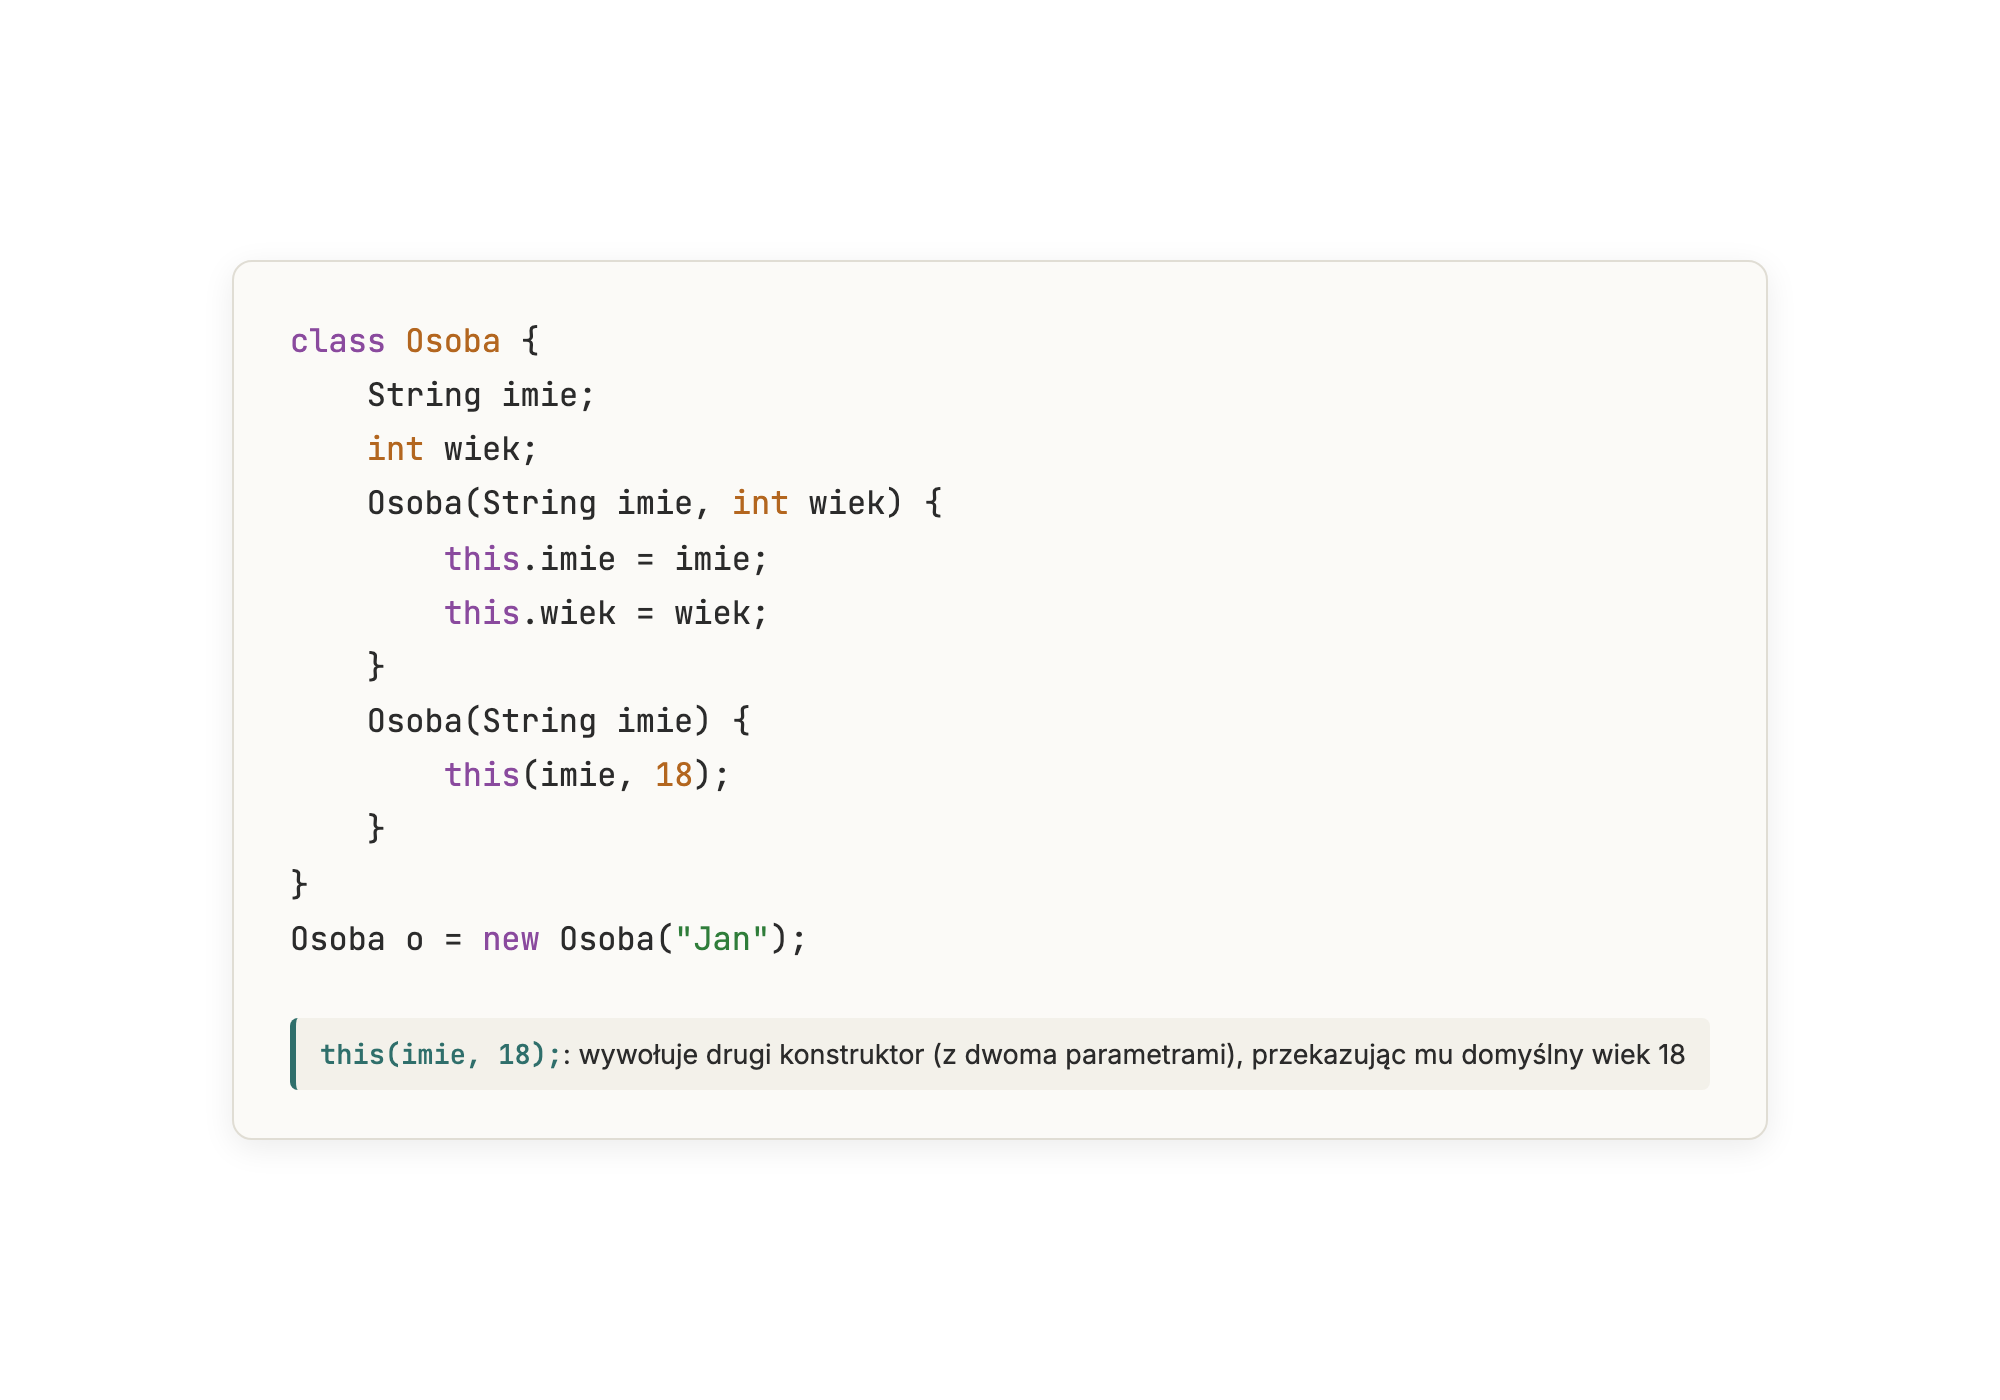 class Osoba {
    String imie;
    int wiek;
    Osoba(String imie, int wiek) {
        this.imie = imie;
        this.wiek = wiek;
    }
    Osoba(String imie) {
        this(imie, 18);
    }
}
Osoba o = new Osoba("Jan");
this(imie, 18);: wywołuje drugi konstruktor (z dwoma parametrami), przekazując mu domyślny wiek 18